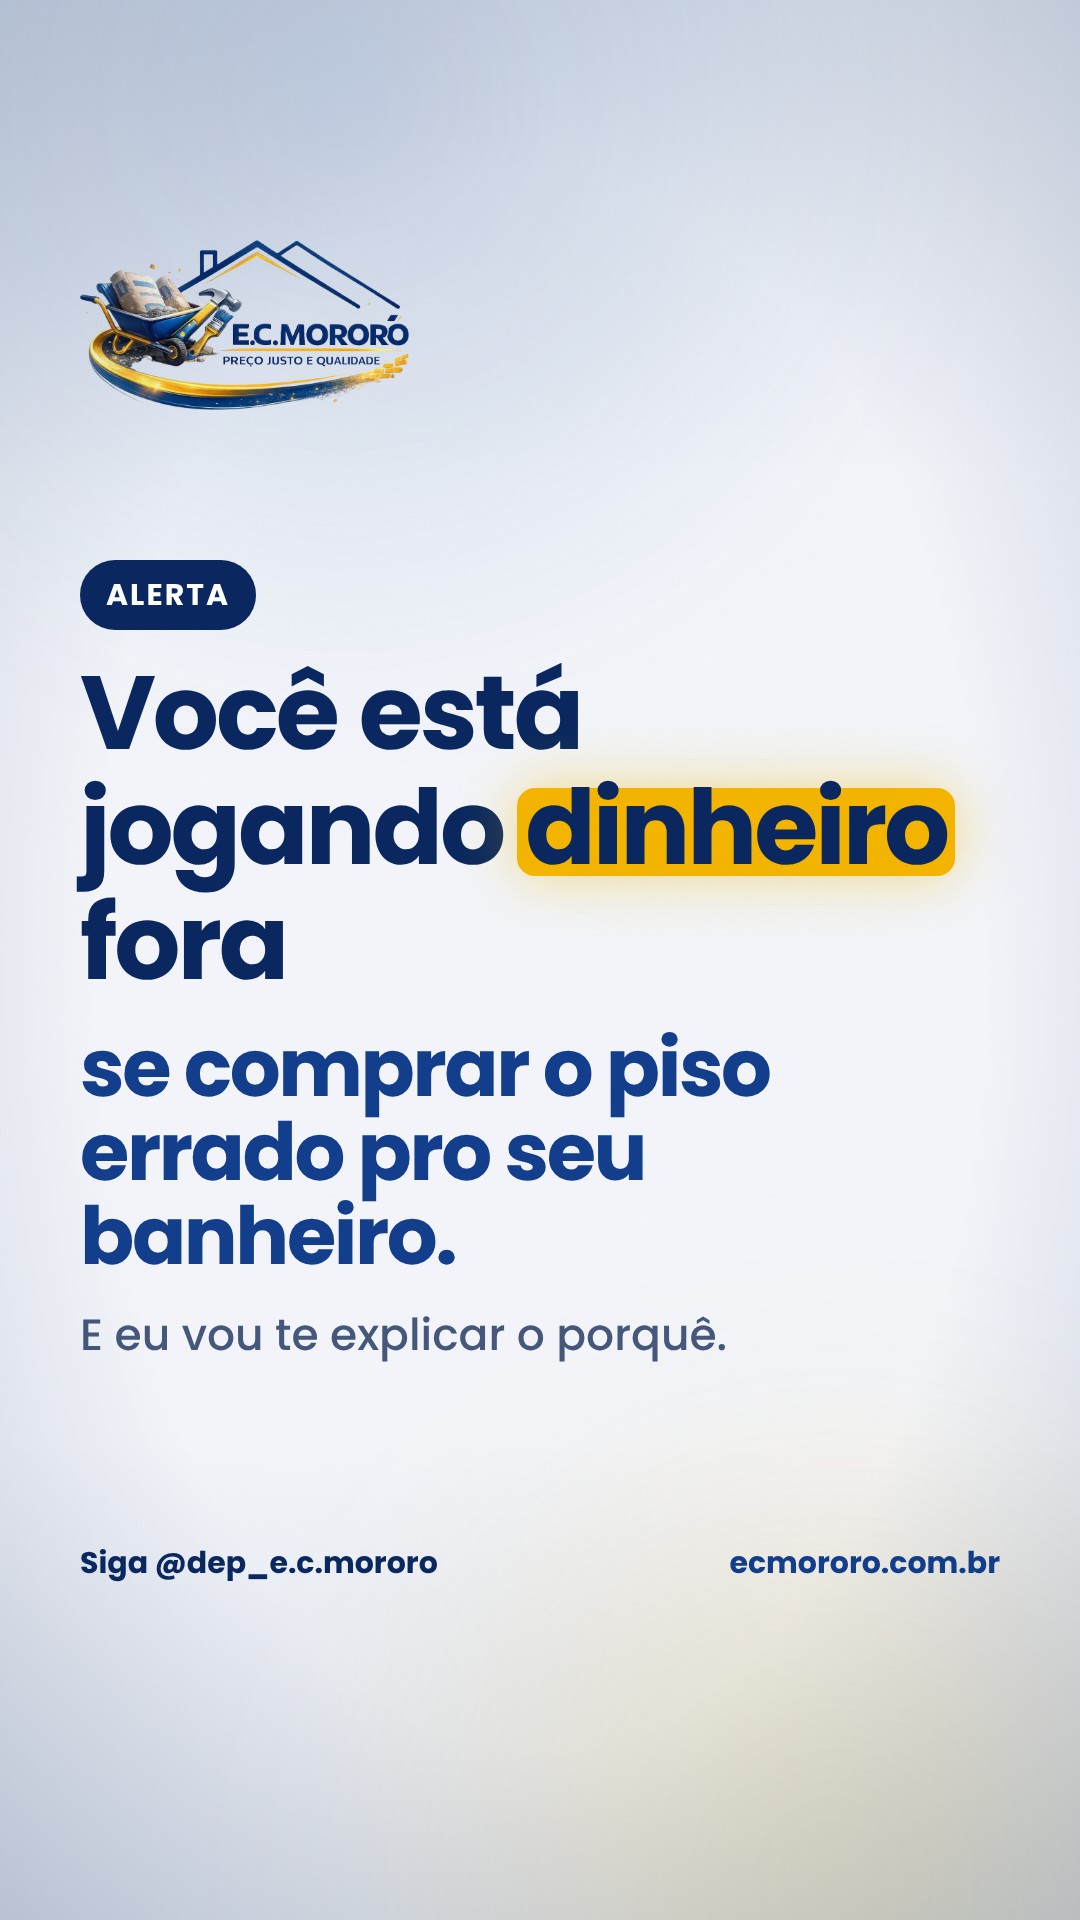 E.C.MORORÓ
PREÇO JUSTO E QUALIDADE
ALERTA
Você está
jogando dinheiro
fora
se comprar o piso
errado pro seu
banheiro.
E eu vou te explicar o porquê.
Siga @dep_e.c.mororo
ecmororo.com.br